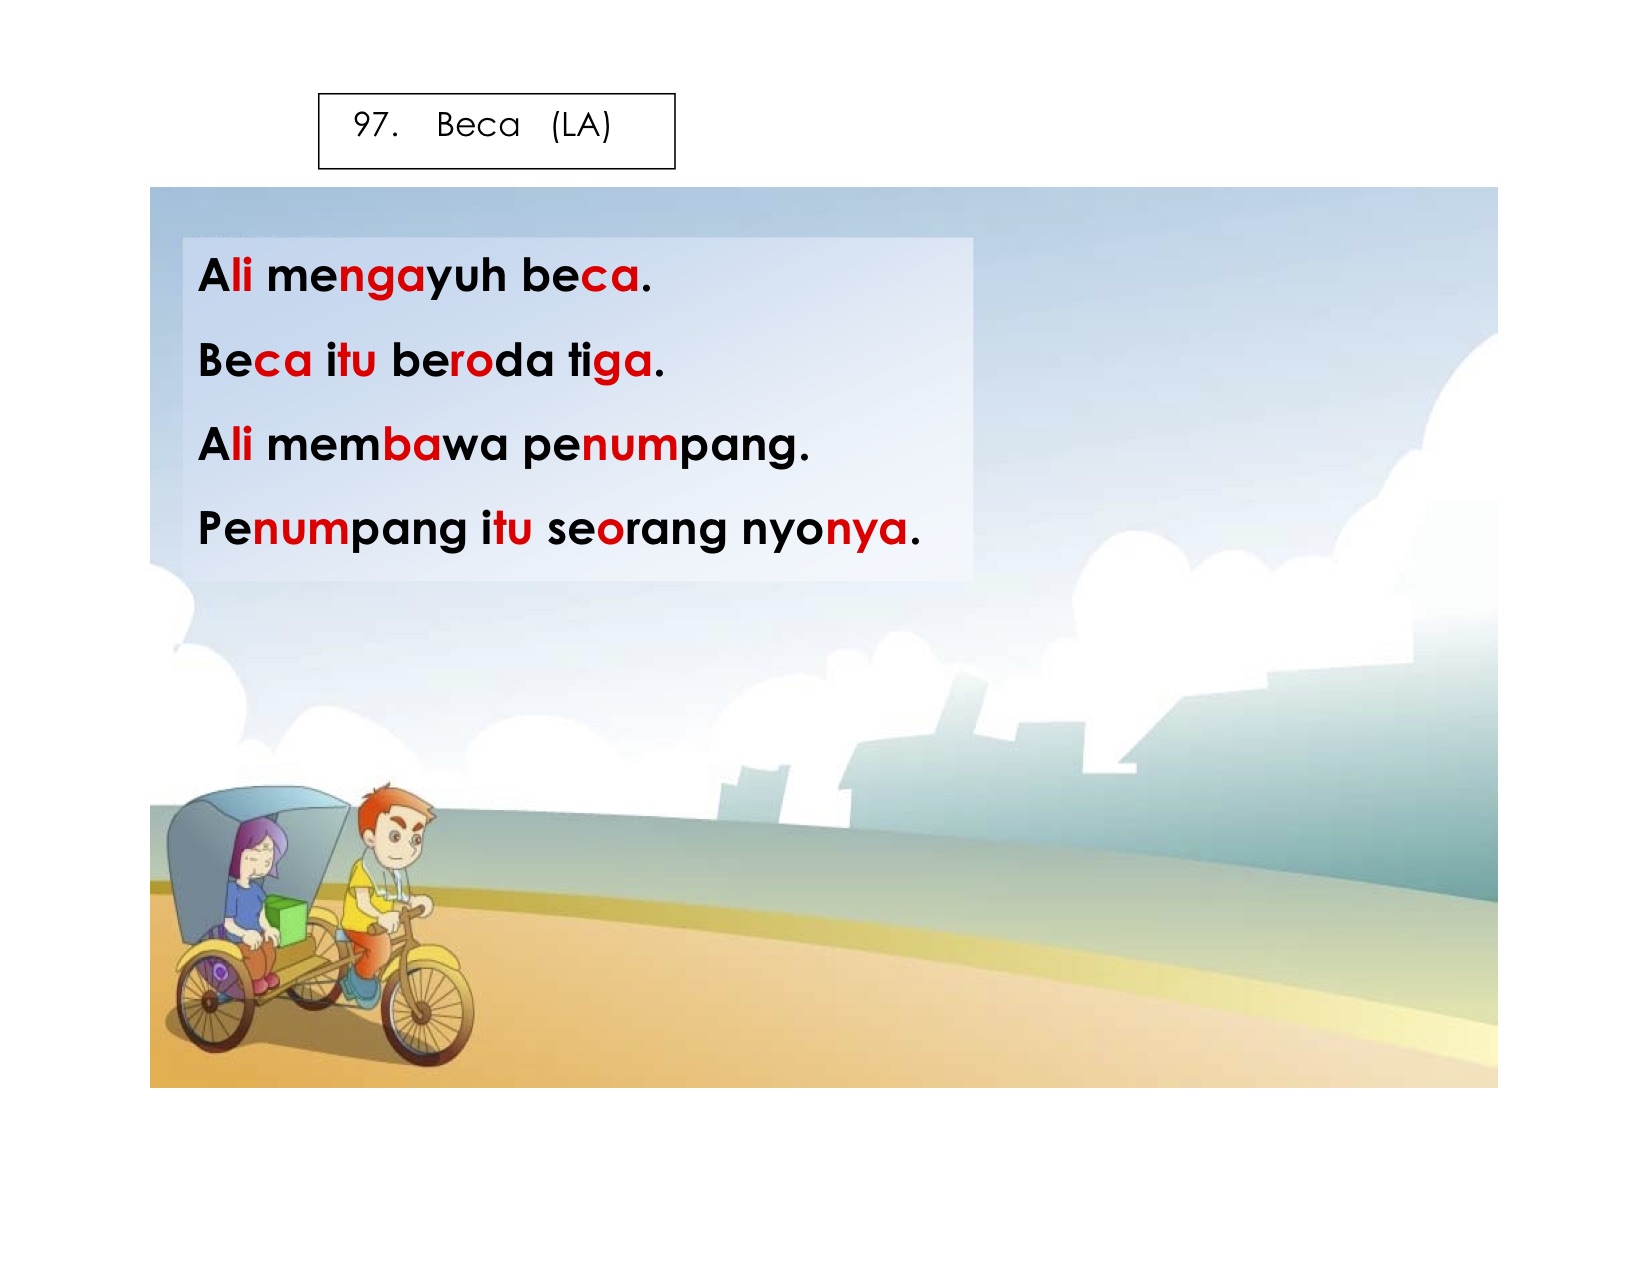 97. Beca (LA)
Ali mengayuh beca.
Beca itu beroda tiga.
Ali membawa penumpang.
Penumpang itu seorang nyonya.